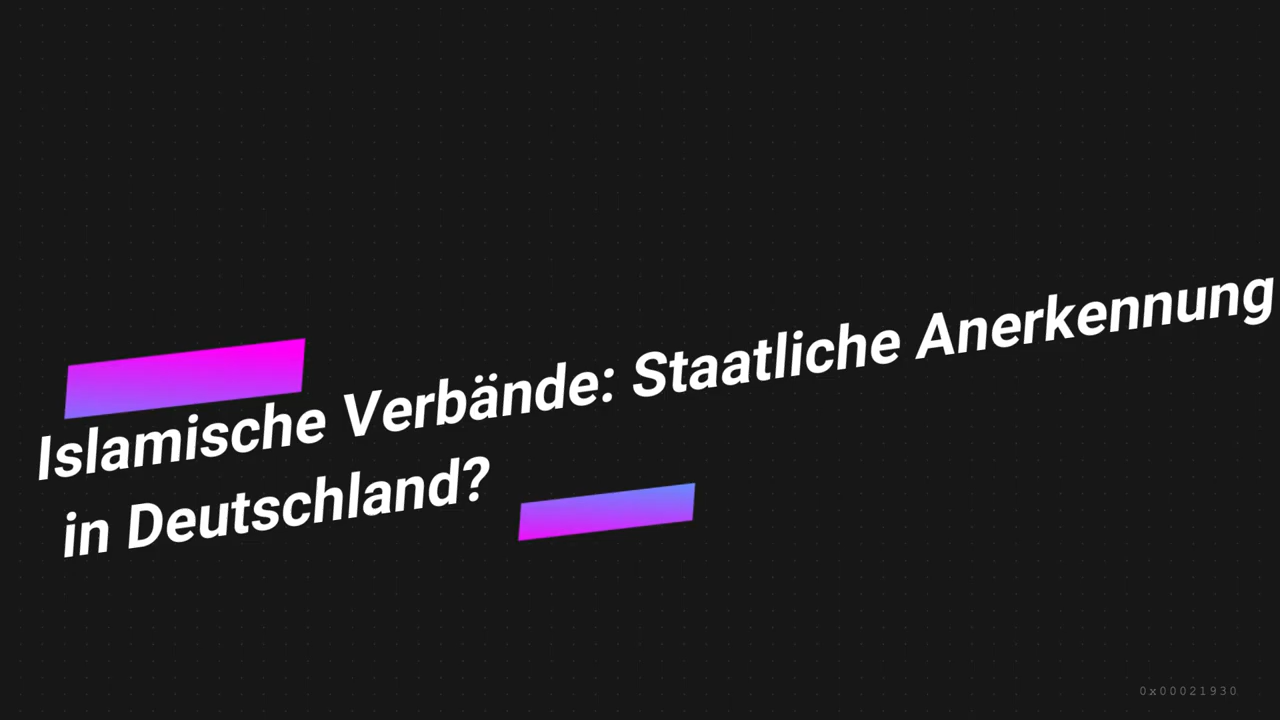 Islamische Verbände: Staatliche Anerkennung
in Deutschland?
0x00021930